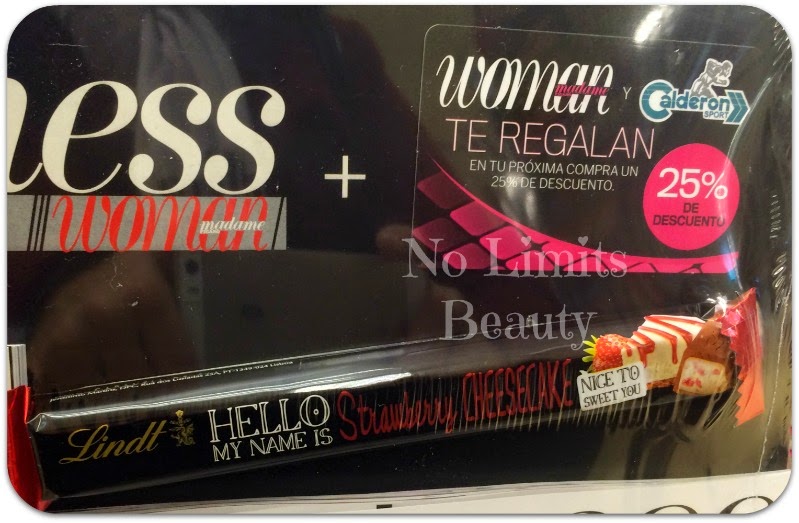 ness
woman
madame
+
woman
madame
Y
Calderon
SPORT
TE REGALAN
EN TU PRÓXIMA COMPRA UN
25% DE DESCUENTO.
25%
DE
DESCUENTO
No Limits
Beauty
Lindt
HELLO
MY NAME IS
Strawberry CHEESECAKE
NICE TO
SWEET YOU